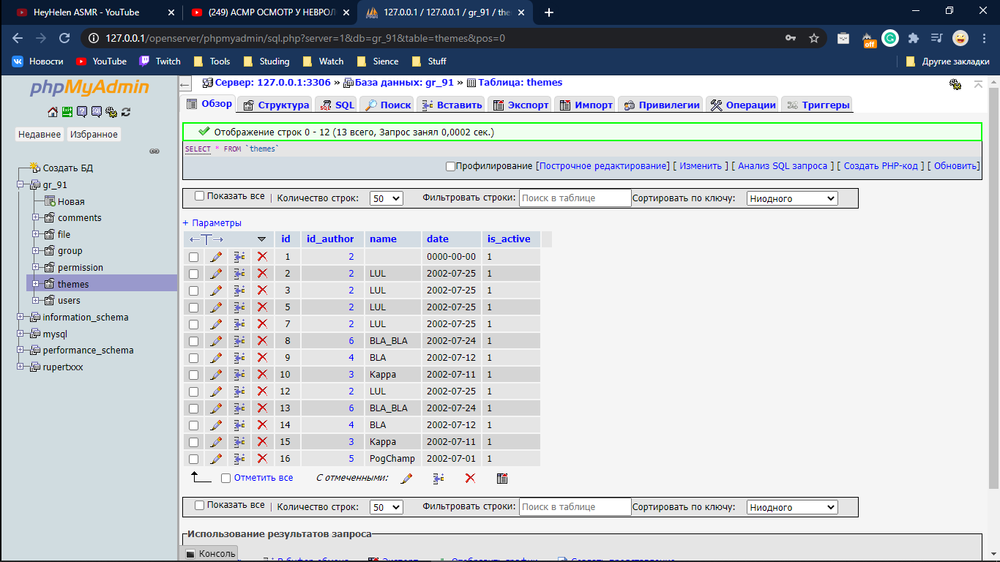 HeyHelen ASMR - YouTube
(249) АСМР ОСМОТР У НЕВРОЛ
127.0.0.1 / 127.0.0.1 / gr_91 / the
127.0.0.1/openserver/phpmyadmin/sql.php?server=1&db=gr_91&table=themes&pos=0
off
Новости YouTube Twitch Tools Studing Watch Sience Stuff Другие закладки
phpMyAdmin
Недавнее Избранное
Создать БД
gr_91
Новая
comments
file
group
permission
themes
users
information_schema
mysql
performance_schema
rupertxxx
Сервер: 127.0.0.1:3306 » База данных: gr_91 » Таблица: themes
Обзор Структура SQL Поиск Вставить Экспорт Импорт Привилегии Операции Триггеры
Отображение строк 0 - 12 (13 всего, Запрос занял 0,0002 сек.)
SELECT * FROM `themes`
Профилирование [Построчное редактирование] [ Изменить ] [ Анализ SQL запроса ] [ Создать PHP-код ] [ Обновить]
Показать все | Количество строк: 50 Фильтровать строки: Поиск в таблице Сортировать по ключу: Ниодного
+ Параметры
←T→ id id_author name date is_active
1 2 0000-00-00 1
2 2 LUL 2002-07-25 1
3 2 LUL 2002-07-25 1
5 2 LUL 2002-07-25 1
7 2 LUL 2002-07-25 1
8 6 BLA_BLA 2002-07-24 1
9 4 BLA 2002-07-12 1
10 3 Kappa 2002-07-11 1
12 2 LUL 2002-07-25 1
13 6 BLA_BLA 2002-07-24 1
14 4 BLA 2002-07-12 1
15 3 Kappa 2002-07-11 1
16 5 PogChamp 2002-07-01 1
Отметить все С отмеченными:
Показать все | Количество строк: 50 Фильтровать строки: Поиск в таблице Сортировать по ключу: Ниодного
Использование результатов запроса
Консоль
В буфер обмена Экспорт Отобразить график Создать представление